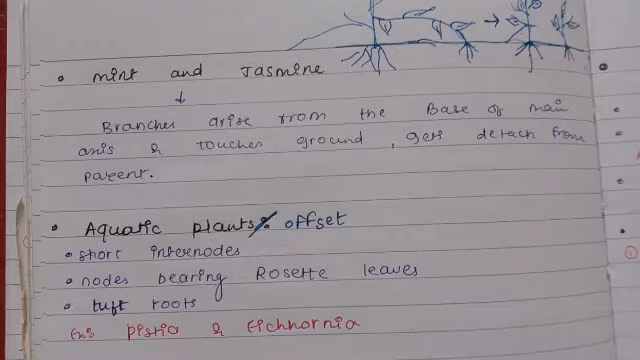 • mint and Jasmine
↓
Branches arise from the Base of main
axis & touches ground, gets detach from
parent.
• Aquatic plants: offset
• short internodes
• nodes bearing Rosette leaves
• tuft roots
Ex: Pistia & Eichhornia